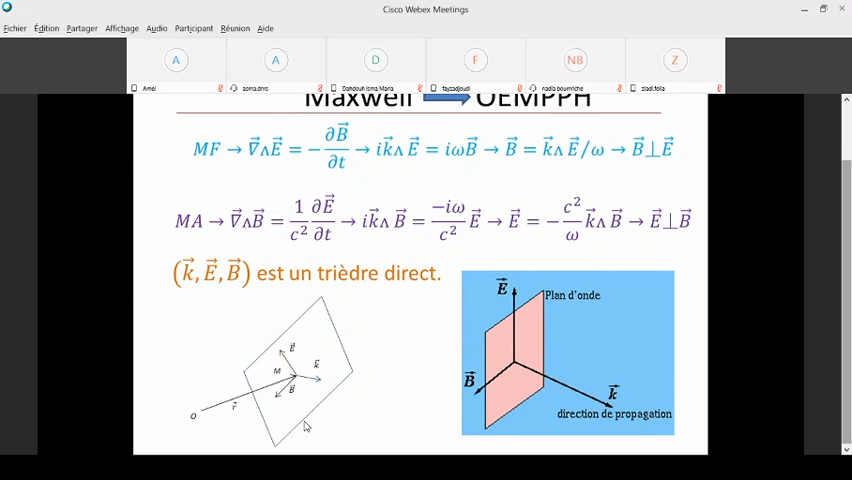 Cisco Webex Meetings
Fichier Édition Partager Affichage Audio Participant Réunion Aide
A A D F NB Z
Amel asma.dnrs Dahdouh Isma Maria fayzadjoudi nadia boumriche ziadi.folla
Maxwell OEMPPH
MF → ∇⃗∧E⃗ = −∂B⃗/∂t → ik⃗∧E⃗ = iωB⃗ → B⃗ = k⃗∧E⃗/ω → B⃗⊥E⃗
MA → ∇⃗∧B⃗ = 1/c² ∂E⃗/∂t → ik⃗∧B⃗ = −iω/c² E⃗ → E⃗ = −c²/ω k⃗∧B⃗ → E⃗⊥B⃗
(k⃗, E⃗, B⃗) est un trièdre direct.
E⃗
k⃗
M
B⃗
r⃗
O
E⃗
Plan d'onde
B⃗
k⃗
direction de propagation